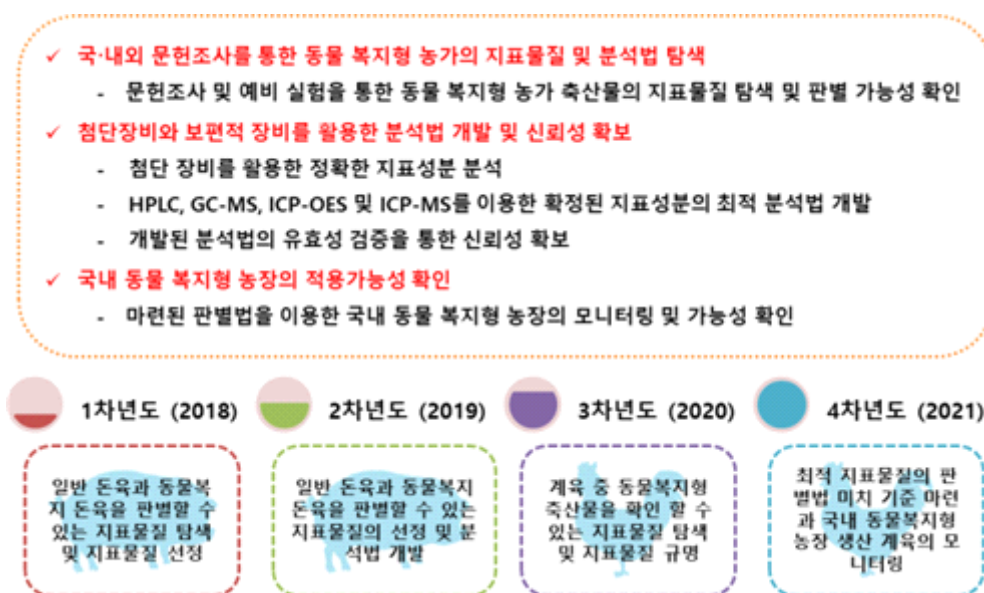 ✓ 국·내외 문헌조사를 통한 동물 복지형 농가의 지표물질 및 분석법 탐색
- 문헌조사 및 예비 실험을 통한 동물 복지형 농가 축산물의 지표물질 탐색 및 판별 가능성 확인
✓ 첨단장비와 보편적 장비를 활용한 분석법 개발 및 신뢰성 확보
- 첨단 장비를 활용한 정확한 지표성분 분석
- HPLC, GC-MS, ICP-OES 및 ICP-MS를 이용한 확정된 지표성분의 최적 분석법 개발
- 개발된 분석법의 유효성 검증을 통한 신뢰성 확보
✓ 국내 동물 복지형 농장의 적용가능성 확인
- 마련된 판별법을 이용한 국내 동물 복지형 농장의 모니터링 및 가능성 확인
1차년도 (2018)
일반 돈육과 동물복
지 돈육을 판별할 수
있는 지표물질 탐색
및 지표물질 선정
2차년도 (2019)
일반 돈육과 동물복지
돈육을 판별할 수 있는
지표물질의 선정 및 분
석법 개발
3차년도 (2020)
계육 중 동물복지형
축산물을 확인 할 수
있는 지표물질 탐색
및 지표물질 규명
4차년도 (2021)
최적 지표물질의 판
별법 미치 기준 마련
과 국내 동물복지형
농장 생산 계육의 모
니터링